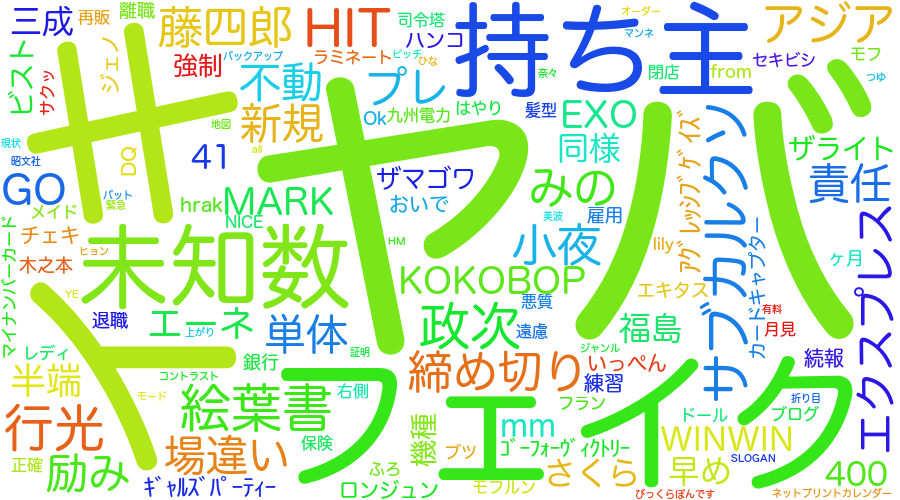 三成
再販
離職
藤四郎
HIT
司令塔
ハンコ
持ち主
オーダー
マンネ
アジア
セキビシ
モフ
つゆ
ビスト
サクッ
井
ジェノ
強制
バックアップ
ラミネート
ビッチ
ひな
不動
プレ
奈々
閉店
from
現状
昭文社
DQ
地図
新規
all
Ok
九州電力
はやり
髪型
EXO
同様
ザライト
41
ヤバ
GO
バット
緊急
hrak
MARK
NICE
ザマゴワ
おいで
みの
美波
雇用
アグレッシブゲイズ
サブカルクソ
責任
メイド
チェキ
木之本
マイナンバーカード
未知数
ヒョン
HM
小夜
lily
カードキャプター
ヶ月
エクスプレス
YE
KOKOBOP
エキタス
悪質
有料
退職
ト
上がり
エーネ
単体
政次
遠慮
福島
月見
レディ
銀行
証明
締め切り
ジャンル
いっぺん
続報
半端
コントラスト
モード
絵葉書
フェイク
右側
練習
折り目
フラン
ドール
ブログ
行光
場違い
保険
機種
mm
ブッ
ゴーフォーヴィクトリー
WINWIN
SLOGAN
正確
励み
ギャルズパーティー
ふろ
ロンジュン
モフルン
さくら
早め
400
びっくらぽんです
ネットプリントカレンダー